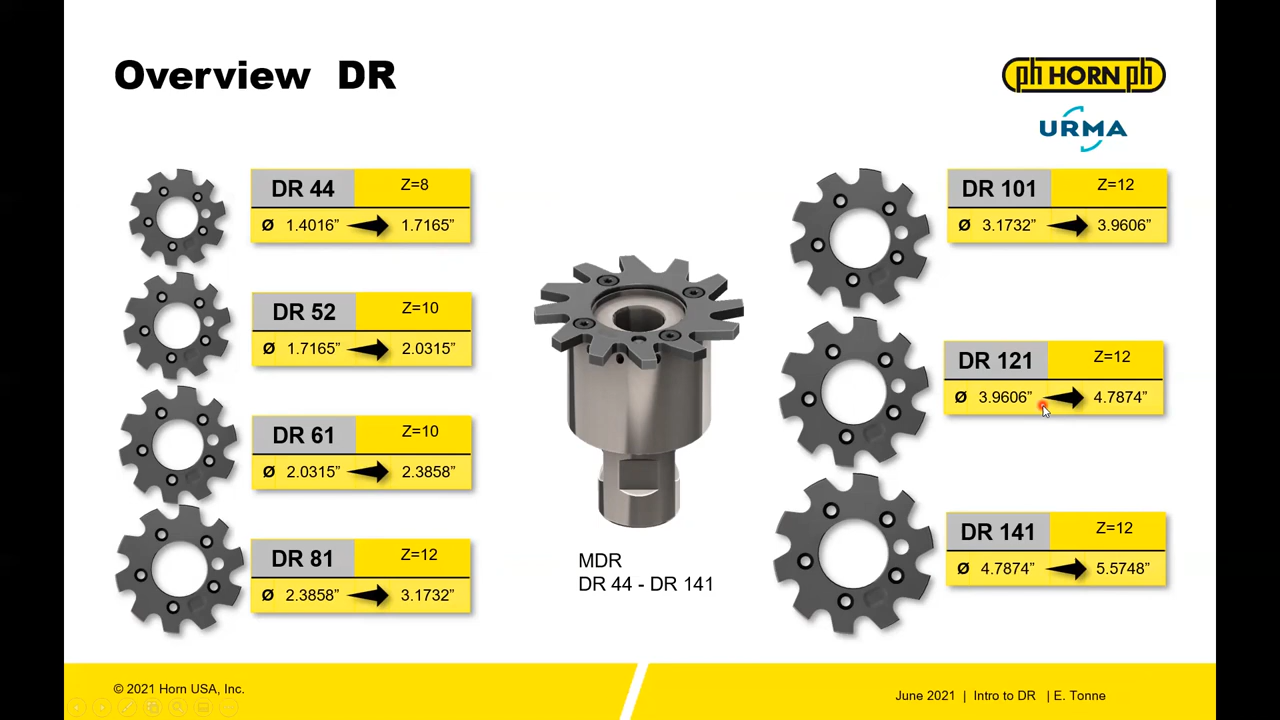 Overview DR
ph HORN ph
URMA
DR 44 Z=8
Ø 1.4016” 1.7165”
DR 52 Z=10
Ø 1.7165” 2.0315”
DR 61 Z=10
Ø 2.0315” 2.3858”
DR 81 Z=12
Ø 2.3858” 3.1732”
MDR
DR 44 - DR 141
DR 101 Z=12
Ø 3.1732” 3.9606”
DR 121 Z=12
Ø 3.9606” 4.7874”
DR 141 Z=12
Ø 4.7874” 5.5748”
© 2021 Horn USA, Inc.
June 2021 | Intro to DR | E. Tonne